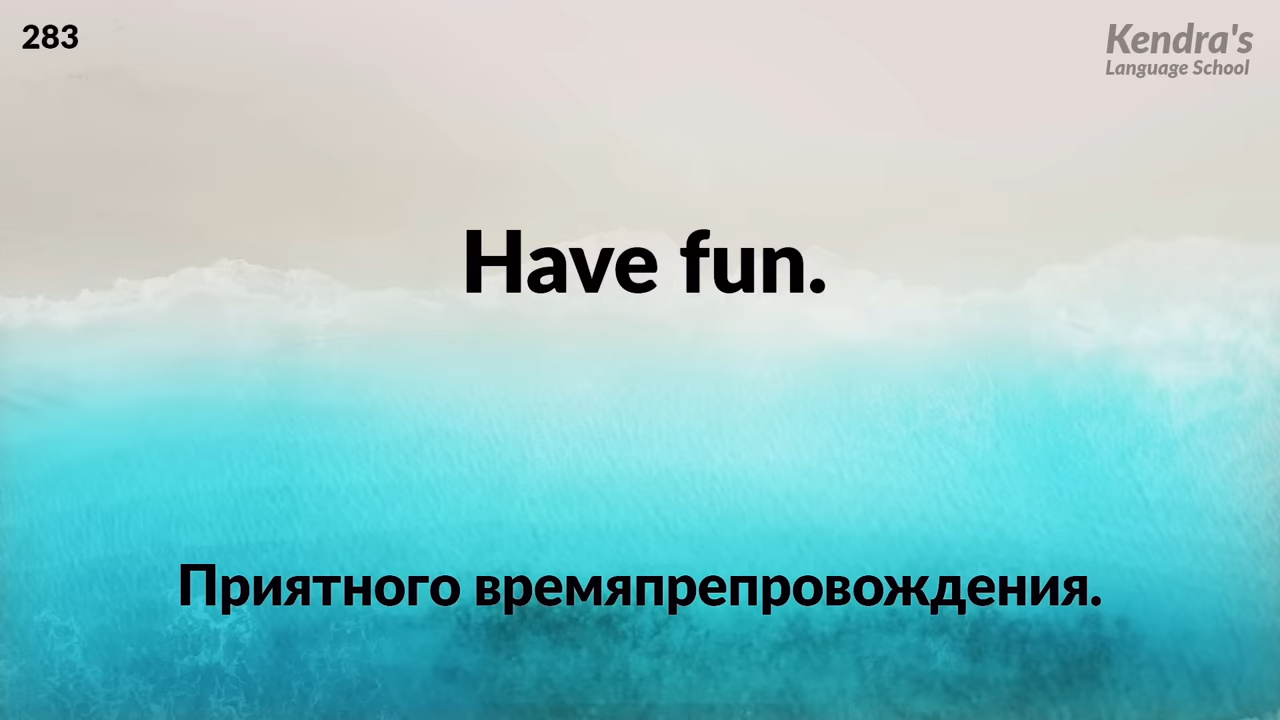 283
Kendra's
Language School
Have fun.
Приятного времяпрепровождения.